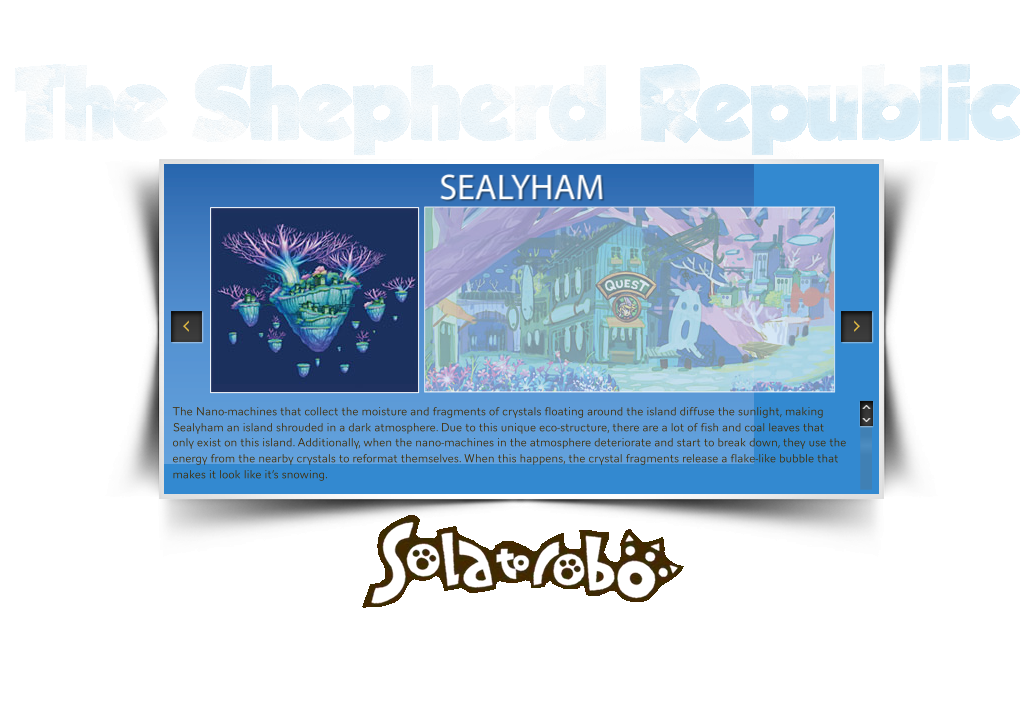 The Shepherd Republic
SEALYHAM
QUEST
The Nano-machines that collect the moisture and fragments of crystals floating around the island diffuse the sunlight, making
Sealyham an island shrouded in a dark atmosphere. Due to this unique eco-structure, there are a lot of fish and coal leaves that
only exist on this island. Additionally, when the nano-machines in the atmosphere deteriorate and start to break down, they use the
energy from the nearby crystals to reformat themselves. When this happens, the crystal fragments release a flake-like bubble that
makes it look like it's snowing.
Solatorobo